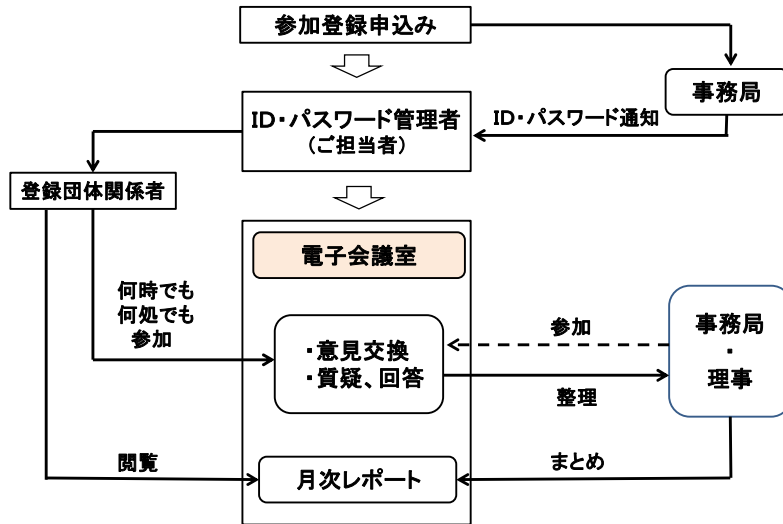 参加登録申込み
事務局
ID・パスワード管理者
(ご担当者)
ID・パスワード通知
登録団体関係者
電子会議室
何時でも
何処でも
参加
・意見交換
・質疑、回答
参加
整理
事務局
・
理事
閲覧
月次レポート
まとめ